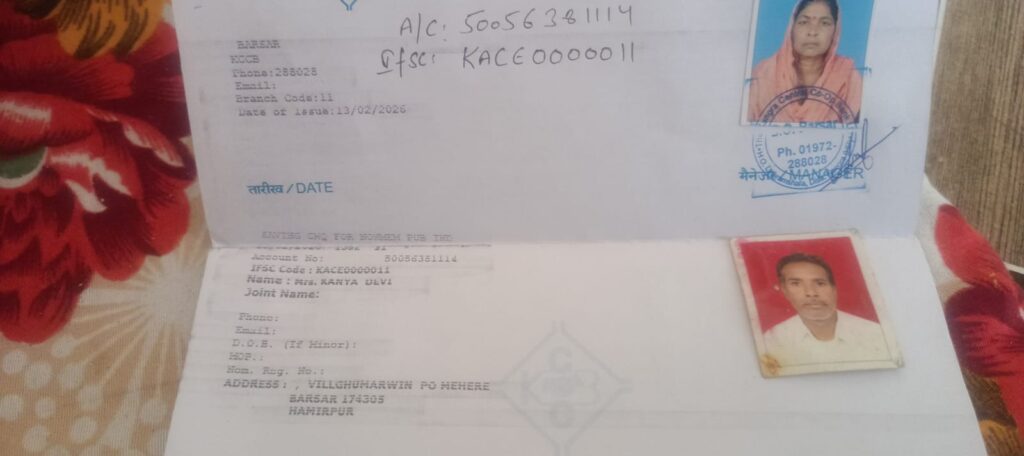 A/C: 50056381114
Ifsc: KACE0000011
BARSAR
KCCB
Phone:288028
Email:
Branch Code:11
Date of Issue:13/02/2026
Ph. 01972-
288028
तारीख / DATE
मैनेजर / MANAGER
Account No: 50056381114
IFSC Code : KACE0000011
Name : Mrs. KANYA DEVI
Joint Name:
Phone:
Email:
D.O.B. (If Minor):
MOP.:
Nom. Reg. No.:
ADDRESS : , VILLGHUMARWIN PO MEHERE
BARSAR 174305
HAMIRPUR